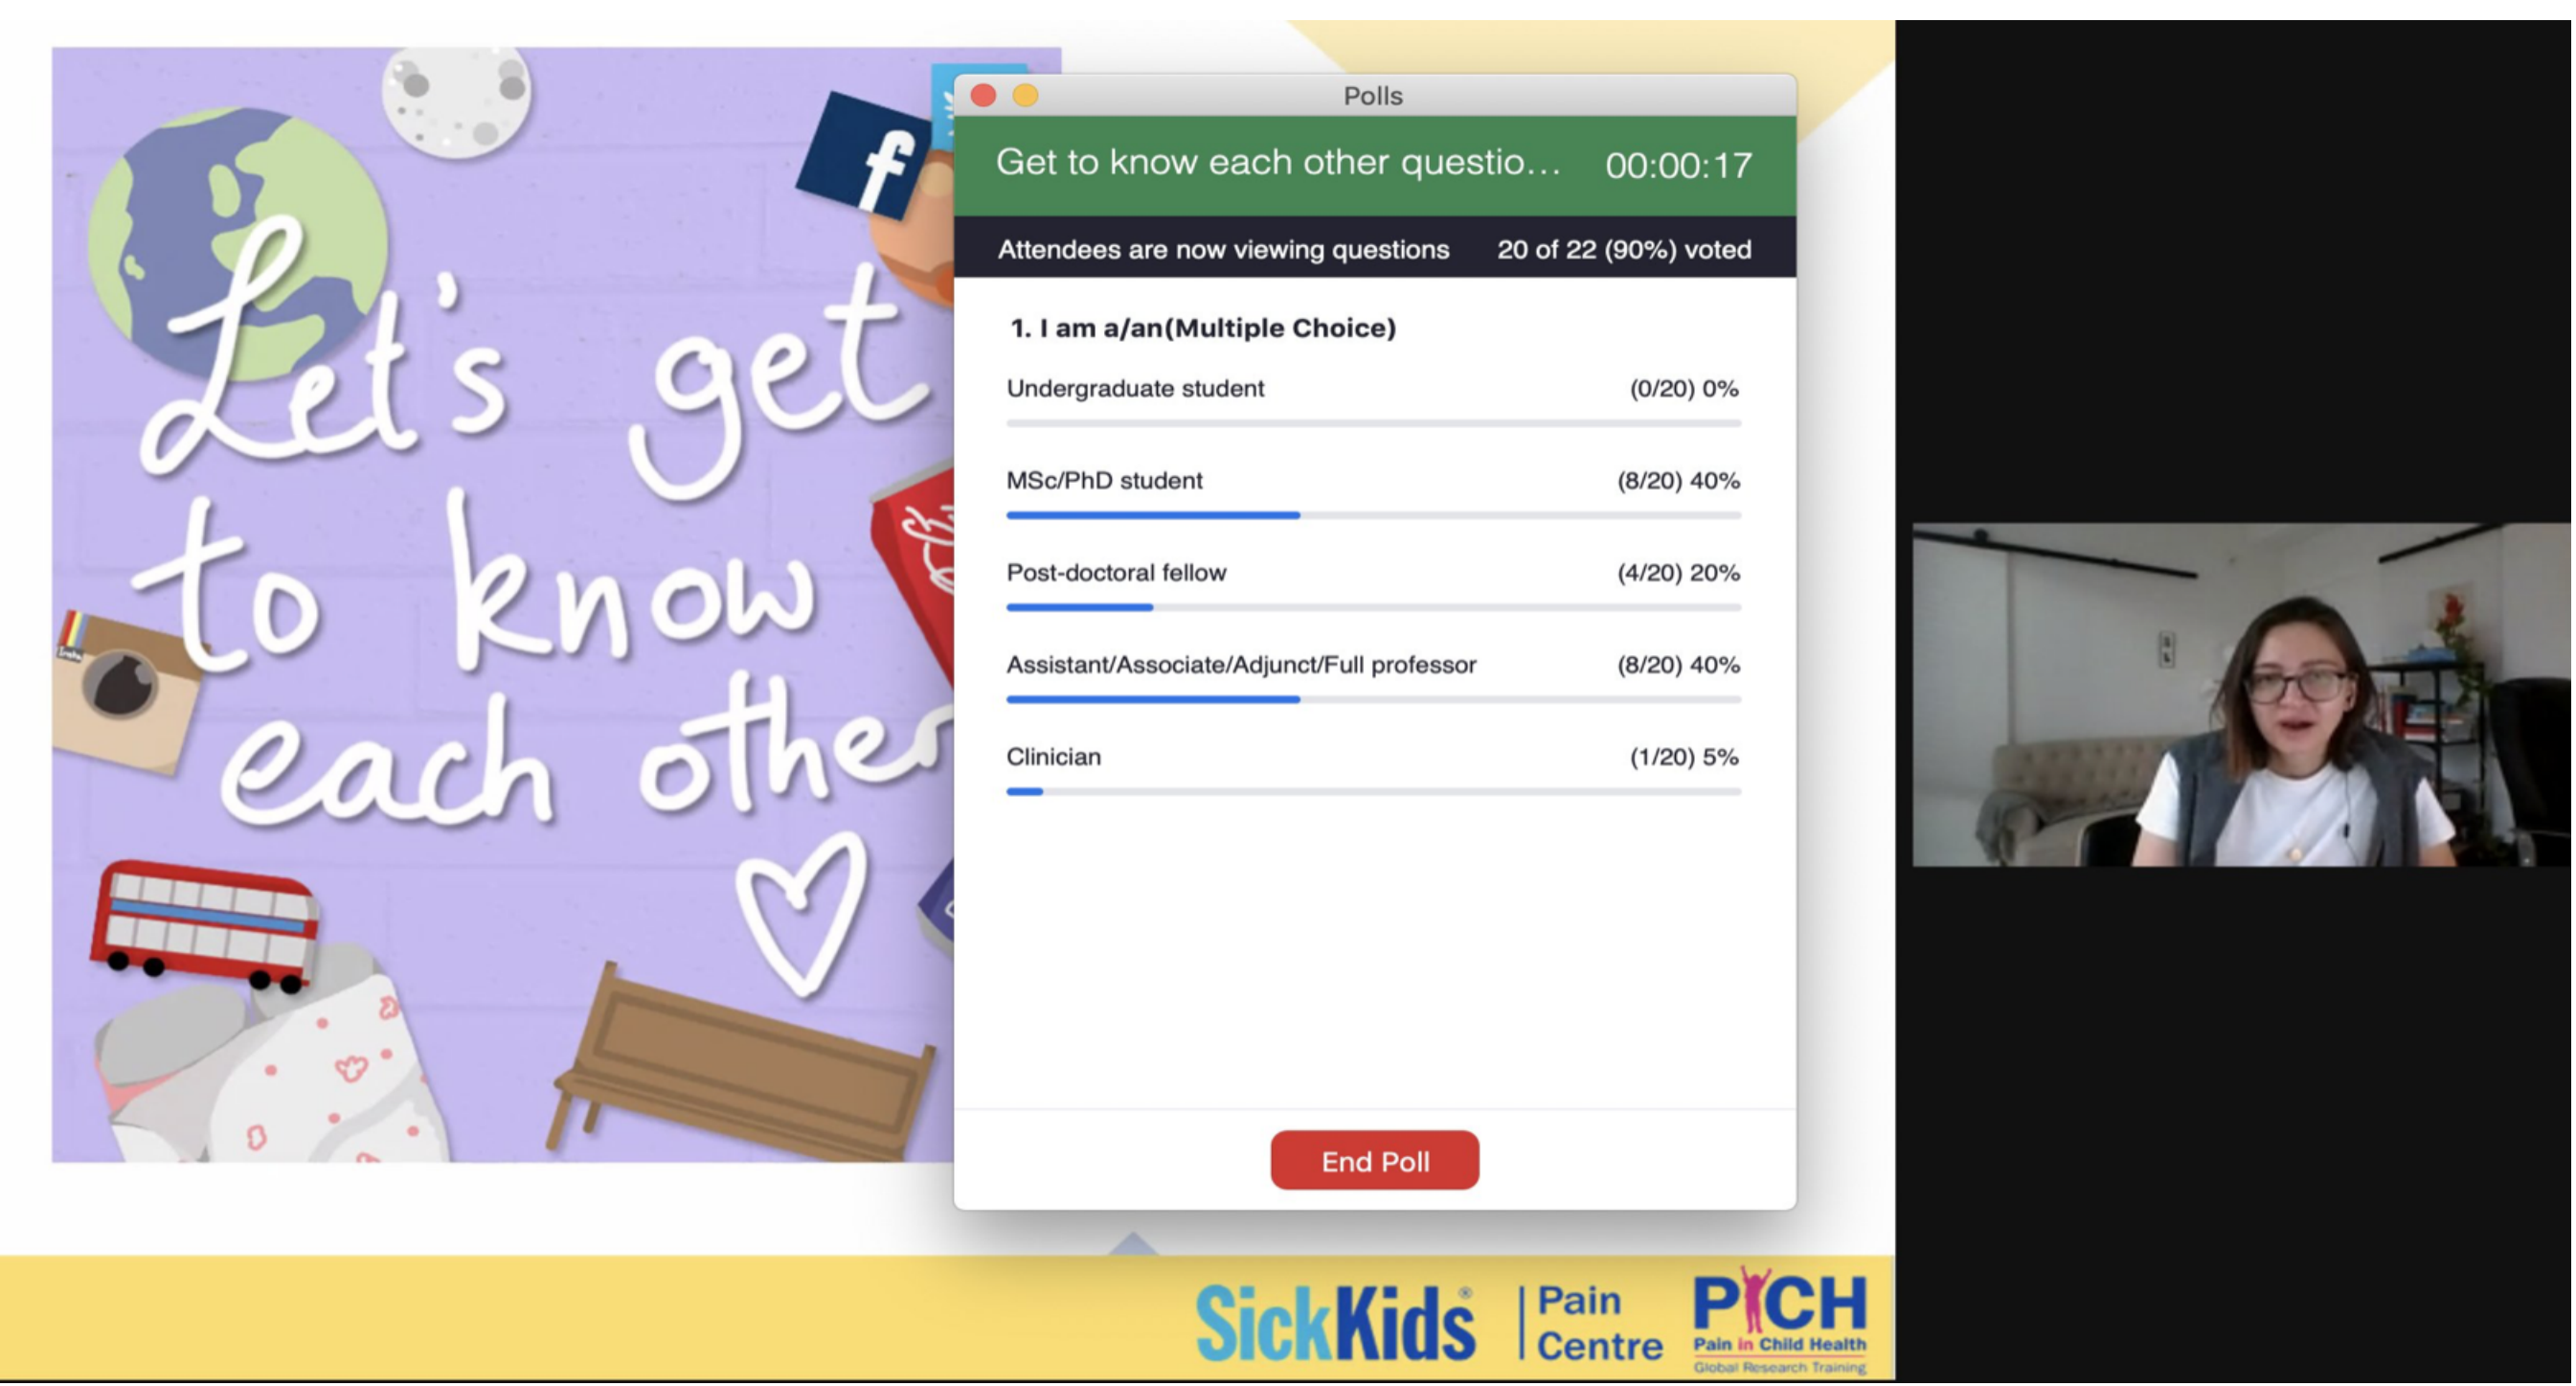 Let's get
to know
each other
f
Insta
Polls
Get to know each other questio... 00:00:17
Attendees are now viewing questions 20 of 22 (90%) voted
1. I am a/an(Multiple Choice)
Undergraduate student (0/20) 0%
MSc/PhD student (8/20) 40%
Post-doctoral fellow (4/20) 20%
Assistant/Associate/Adjunct/Full professor (8/20) 40%
Clinician (1/20) 5%
End Poll
SickKids®
Pain
Centre
PICH
Pain in Child Health
Global Research Training